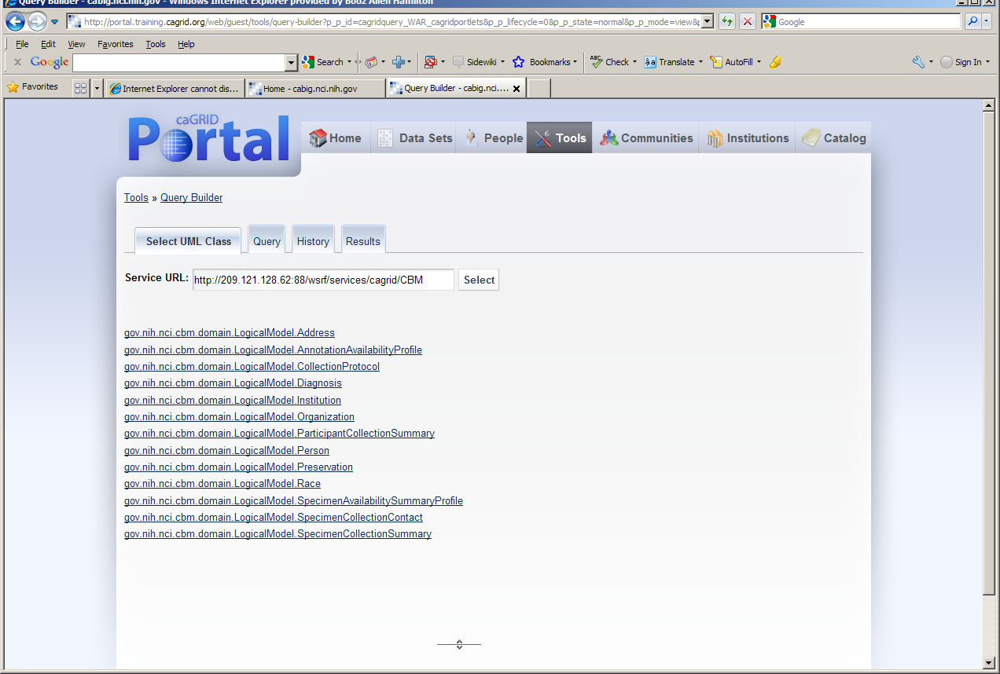 Query Builder - cabig.nci.nih.gov - Windows Internet Explorer provided by Booz Allen Hamilton
http://portal.training.cagrid.org/web/guest/tools/query-builder?p_p_id=cagridquery_WAR_cagridportlets&p_p_lifecycle=0&p_p_state=normal&p_p_mode=view&p
Google
File Edit View Favorites Tools Help
x Google Search Sidewiki Bookmarks ABC Check aá Translate AutoFill Sign In
Favorites Internet Explorer cannot dis... Home - cabig.nci.nih.gov Query Builder - cabig.nci....
caGRID
Portal
Home Data Sets People Tools Communities Institutions Catalog
Tools » Query Builder
Select UML Class Query History Results
Service URL: http://209.121.128.62:88/wsrf/services/cagrid/CBM Select
gov.nih.nci.cbm.domain.LogicalModel.Address
gov.nih.nci.cbm.domain.LogicalModel.AnnotationAvailabilityProfile
gov.nih.nci.cbm.domain.LogicalModel.CollectionProtocol
gov.nih.nci.cbm.domain.LogicalModel.Diagnosis
gov.nih.nci.cbm.domain.LogicalModel.Institution
gov.nih.nci.cbm.domain.LogicalModel.Organization
gov.nih.nci.cbm.domain.LogicalModel.ParticipantCollectionSummary
gov.nih.nci.cbm.domain.LogicalModel.Person
gov.nih.nci.cbm.domain.LogicalModel.Preservation
gov.nih.nci.cbm.domain.LogicalModel.Race
gov.nih.nci.cbm.domain.LogicalModel.SpecimenAvailabilitySummaryProfile
gov.nih.nci.cbm.domain.LogicalModel.SpecimenCollectionContact
gov.nih.nci.cbm.domain.LogicalModel.SpecimenCollectionSummary